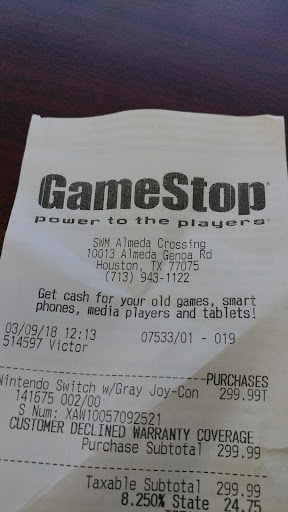 GameStop
power to the players
SWM Almeda Crossing
10013 Almeda Genoa Rd
Houston, TX 77075
(713) 943-1122
Get cash for your old games, smart
phones, media players and tablets!
03/09/18 12:13 07533/01 - 019
514597 Victor
PURCHASES
Nintendo Switch w/Gray Joy-Con 299.99T
141675 002/00
S Num: XAW10057092521
CUSTOMER DECLINED WARRANTY COVERAGE
Purchase Subtotal 299.99
Taxable Subtotal 299.99
8.250% State 24.75